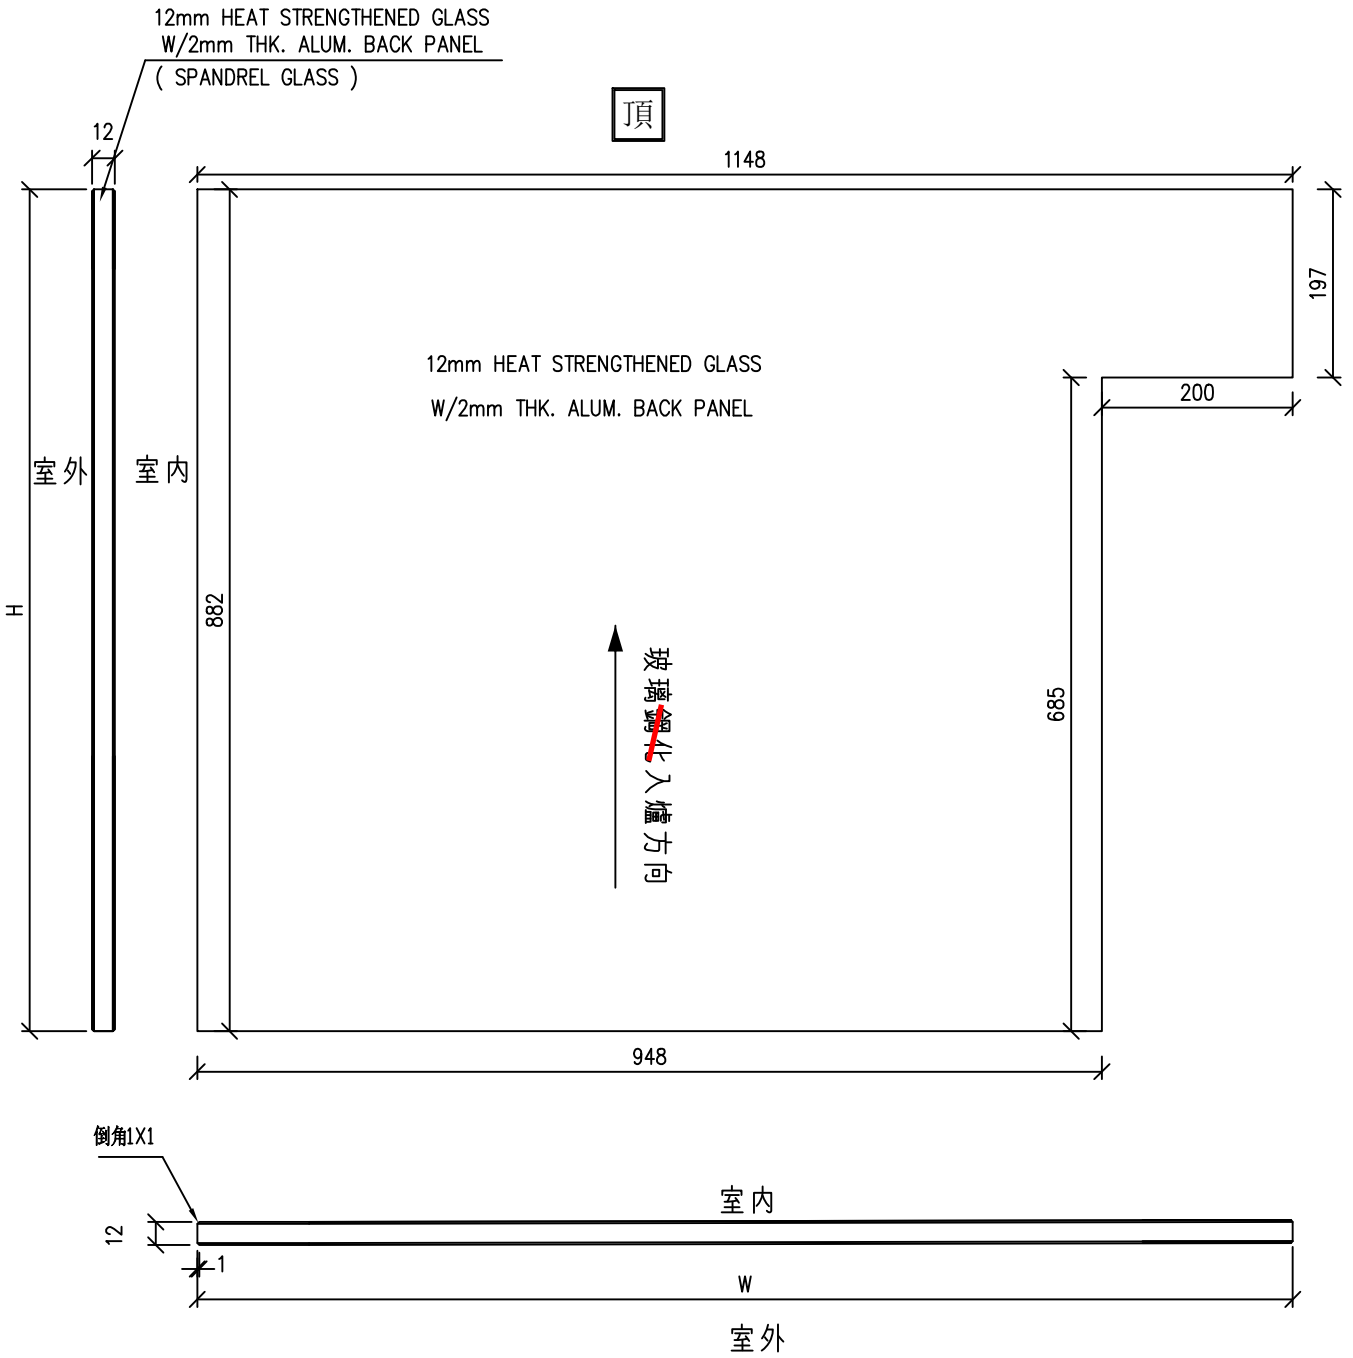 12mm HEAT STRENGTHENED GLASS
W/2mm THK. ALUM. BACK PANEL
( SPANDREL GLASS )
頂
12
1148
197
12mm HEAT STRENGTHENED GLASS
W/2mm THK. ALUM. BACK PANEL
200
室外
室內
H
882
685
玻璃鋼化入爐方向
948
倒角1X1
室內
12
1
W
室外